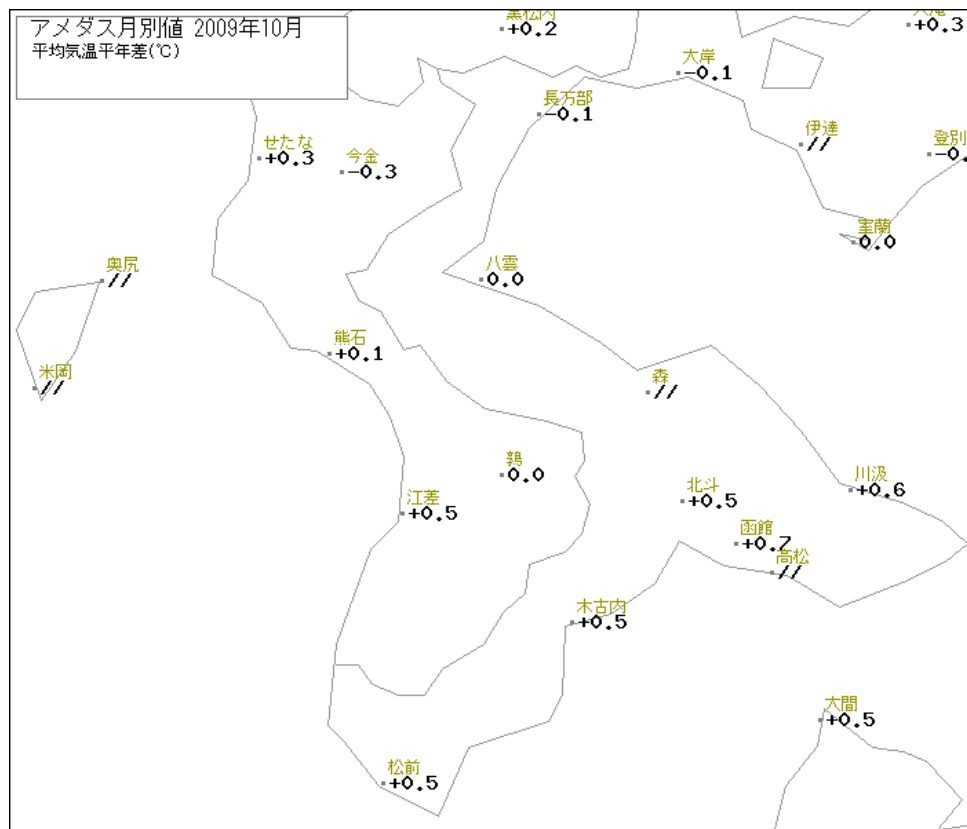 アメダス月別値 2009年10月
平均気温平年差(℃)
黒松内
+0.2
+0.3
大岸
-0.1
長万部
-0.1
伊達
//
登別
-0.
せたな
+0.3
今金
-0.3
室蘭
0.0
奥尻
//
八雲
0.0
熊石
+0.1
米岡
//
森
//
鶉
0.0
川汲
+0.6
江差
+0.5
北斗
+0.5
函館
+0.7
高松
//
木古内
+0.5
大間
+0.5
松前
+0.5